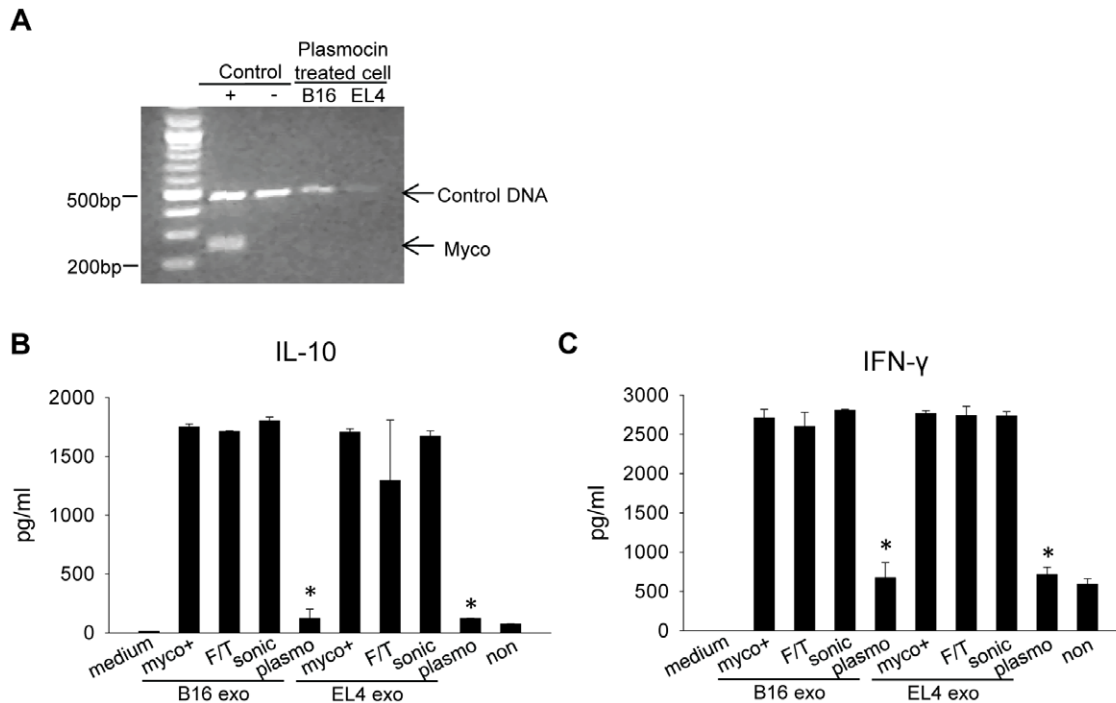 A
Plasmocin
Control treated cell
+ - B16 EL4
500bp
Control DNA
Myco
200bp
B
IL-10
2000
1500
1000
500
0
pg/ml
* *
medium myco+ F/T sonic plasmo myco+ F/T sonic plasmo non
B16 exo EL4 exo
C
IFN-γ
3000
2500
2000
1500
1000
500
0
pg/ml
* *
medium myco+ F/T sonic plasmo myco+ F/T sonic plasmo non
B16 exo EL4 exo